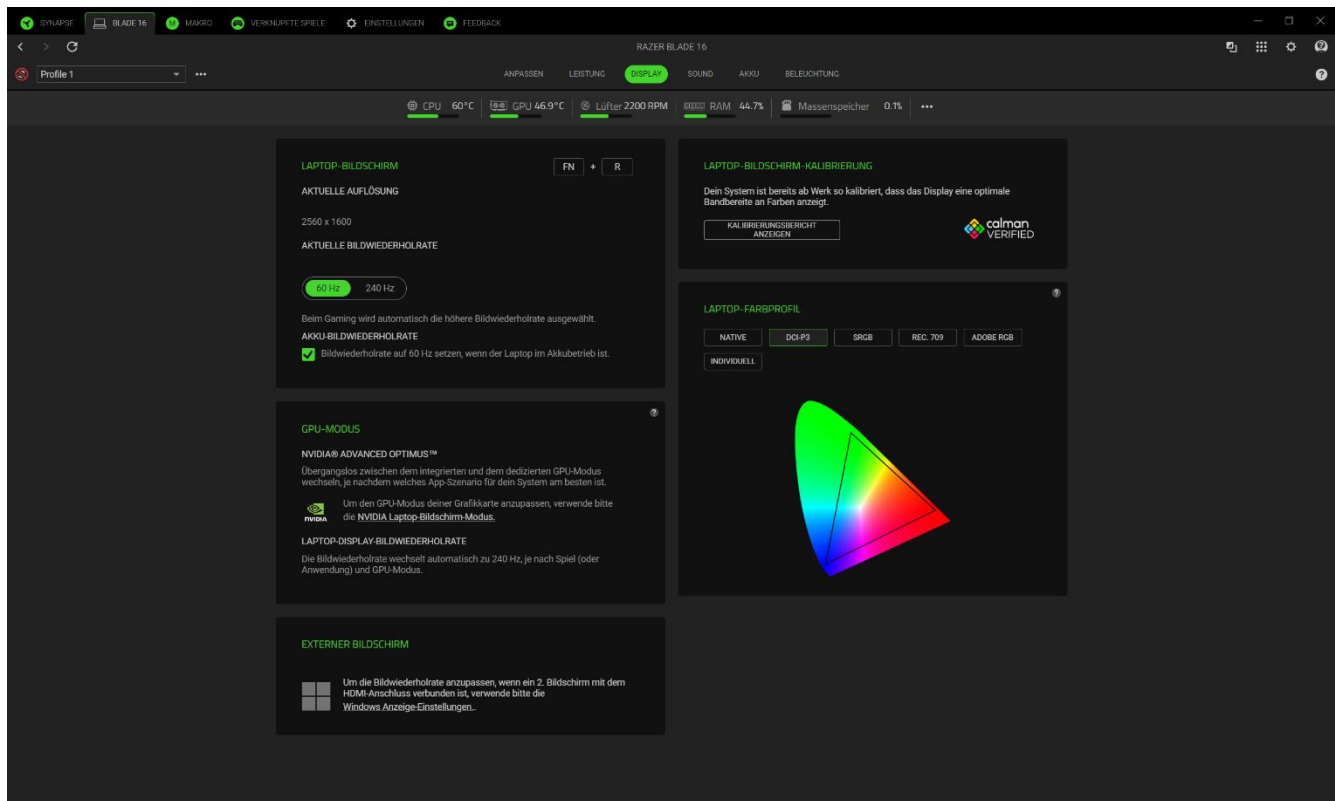 SYNAPSE BLADE 16 MAKRO VERKNÜPFTE SPIELE EINSTELLUNGEN FEEDBACK
RAZER BLADE 16
Profile 1
ANPASSEN LEISTUNG DISPLAY SOUND AKKU BELEUCHTUNG
CPU 60°C GPU 46.9°C Lüfter 2200 RPM RAM 44.7% Massenspeicher 0.1%
LAPTOP-BILDSCHIRM FN + R
AKTUELLE AUFLÖSUNG
2560 x 1600
AKTUELLE BILDWIEDERHOLRATE
60 Hz 240 Hz
Beim Gaming wird automatisch die höhere Bildwiederholrate ausgewählt.
AKKU-BILDWIEDERHOLRATE
Bildwiederholrate auf 60 Hz setzen, wenn der Laptop im Akkubetrieb ist.
GPU-MODUS
NVIDIA® ADVANCED OPTIMUS™
Übergangslos zwischen dem integrierten und dem dedizierten GPU-Modus
wechseln, je nachdem welches App-Szenario für dein System am besten ist.
Um den GPU-Modus deiner Grafikkarte anzupassen, verwende bitte
die NVIDIA Laptop-Bildschirm-Modus.
NVIDIA
LAPTOP-DISPLAY-BILDWIEDERHOLRATE
Die Bildwiederholrate wechselt automatisch zu 240 Hz, je nach Spiel (oder
Anwendung) und GPU-Modus.
EXTERNER BILDSCHIRM
Um die Bildwiederholrate anzupassen, wenn ein 2. Bildschirm mit dem
HDMI-Anschluss verbunden ist, verwende bitte die
Windows Anzeige-Einstellungen..
LAPTOP-BILDSCHIRM-KALIBRIERUNG
Dein System ist bereits ab Werk so kalibriert, dass das Display eine optimale
Bandbereite an Farben anzeigt.
KALIBRIERUNGSBERICHT
ANZEIGEN
calman
VERIFIED
LAPTOP-FARBPROFIL
NATIVE DCI-P3 SRGB REC. 709 ADOBE RGB
INDIVIDUELL